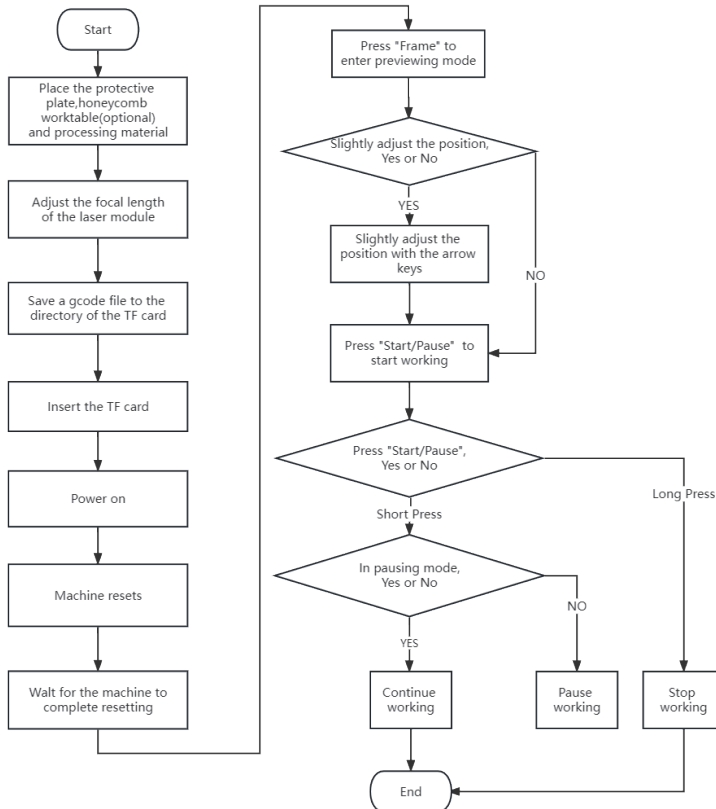 Start
Place the protective
plate,honeycomb
worktable(optional)
and processing material
Adjust the focal length
of the laser module
Save a gcode file to the
directory of the TF card
Insert the TF card
Power on
Machine resets
Walt for the machine to
complete resetting
Press "Frame" to
enter previewing mode
Slightly adjust the position,
Yes or No
YES
NO
Slightly adjust the
position with the arrow
keys
Press "Start/Pause" to
start working
Press "Start/Pause",
Yes or No
Long Press
Short Press
In pausing mode,
Yes or No
NO
YES
Continue
working
Pause
working
Stop
working
End